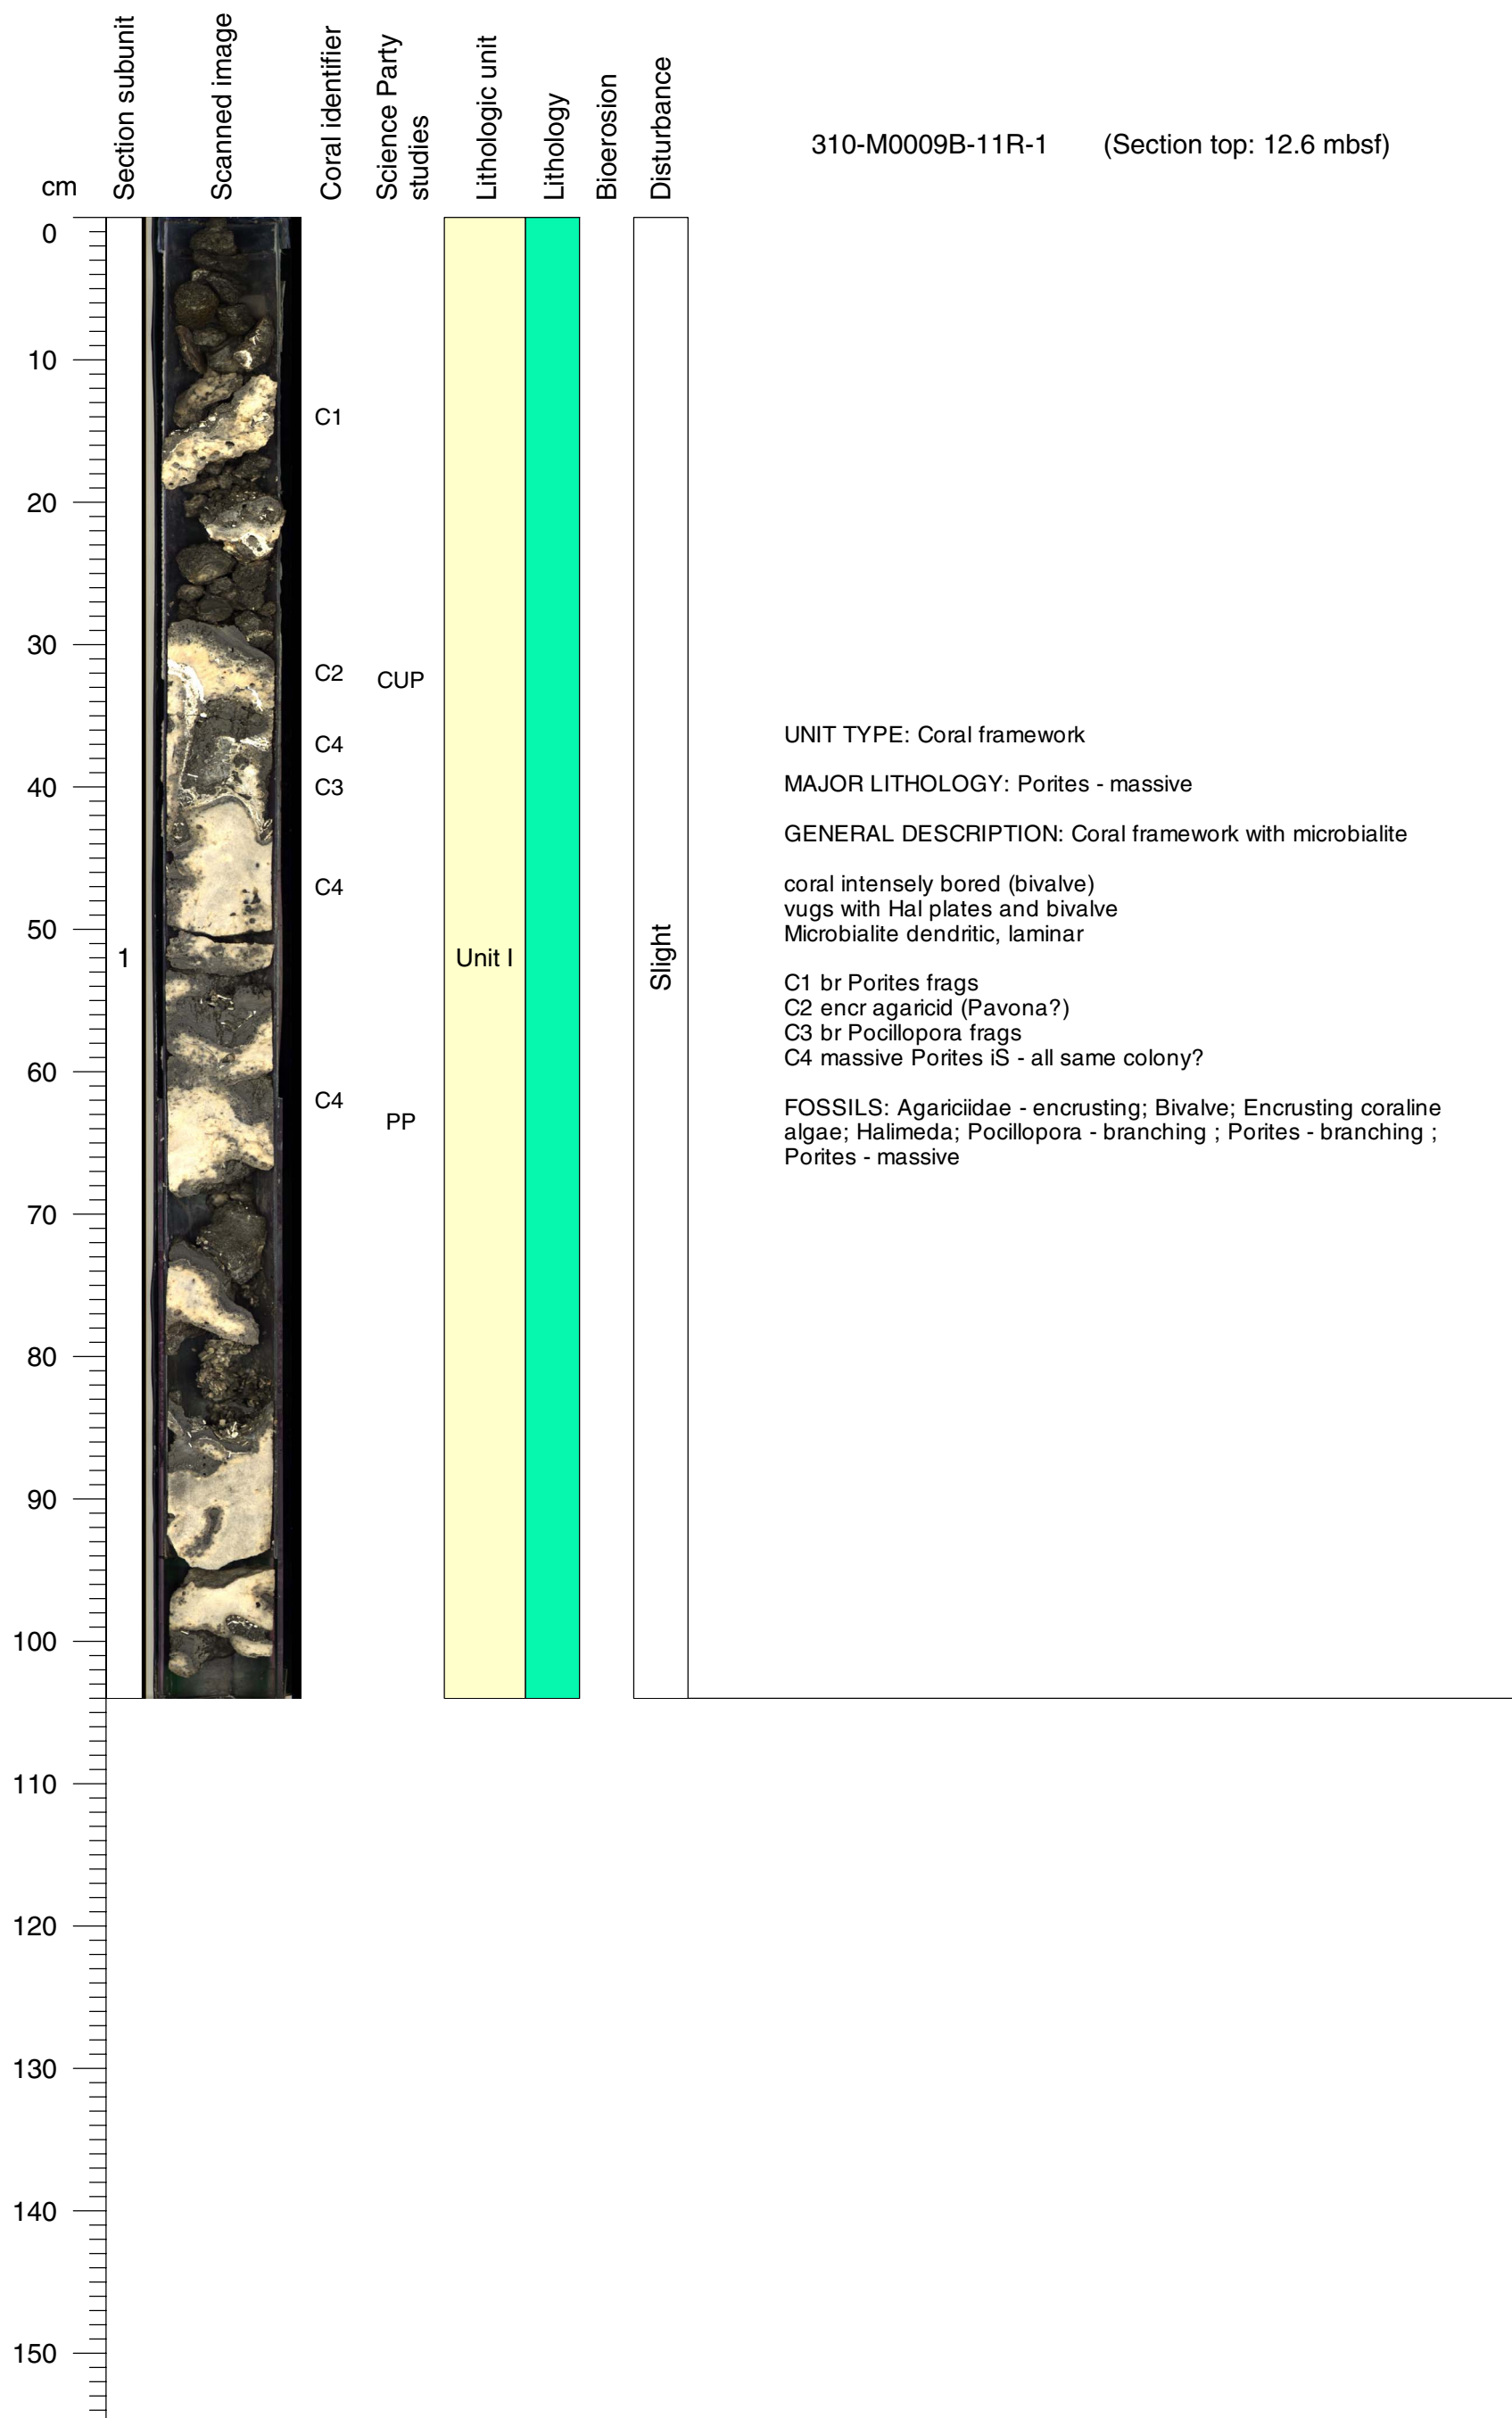 Section subunit
Scanned image
Coral identifier
Science Party
studies
Lithologic unit
Lithology
Bioerosion
Disturbance
310-M0009B-11R-1 (Section top: 12.6 mbsf)
cm
0
10
C1
20
30
C2
CUP
UNIT TYPE: Coral framework
C4
MAJOR LITHOLOGY: Porites - massive
40
C3
GENERAL DESCRIPTION: Coral framework with microbialite
coral intensely bored (bivalve)
C4
vugs with Hal plates and bivalve
50
Microbialite dendritic, laminar
1
Unit I
Slight
C1 br Porites frags
C2 encr agaricid (Pavona?)
C3 br Pocillopora frags
C4 massive Porites iS - all same colony?
60
C4
FOSSILS: Agariciidae - encrusting; Bivalve; Encrusting coraline
PP
algae; Halimeda; Pocillopora - branching ; Porites - branching ;
Porites - massive
70
80
90
100
110
120
130
140
150